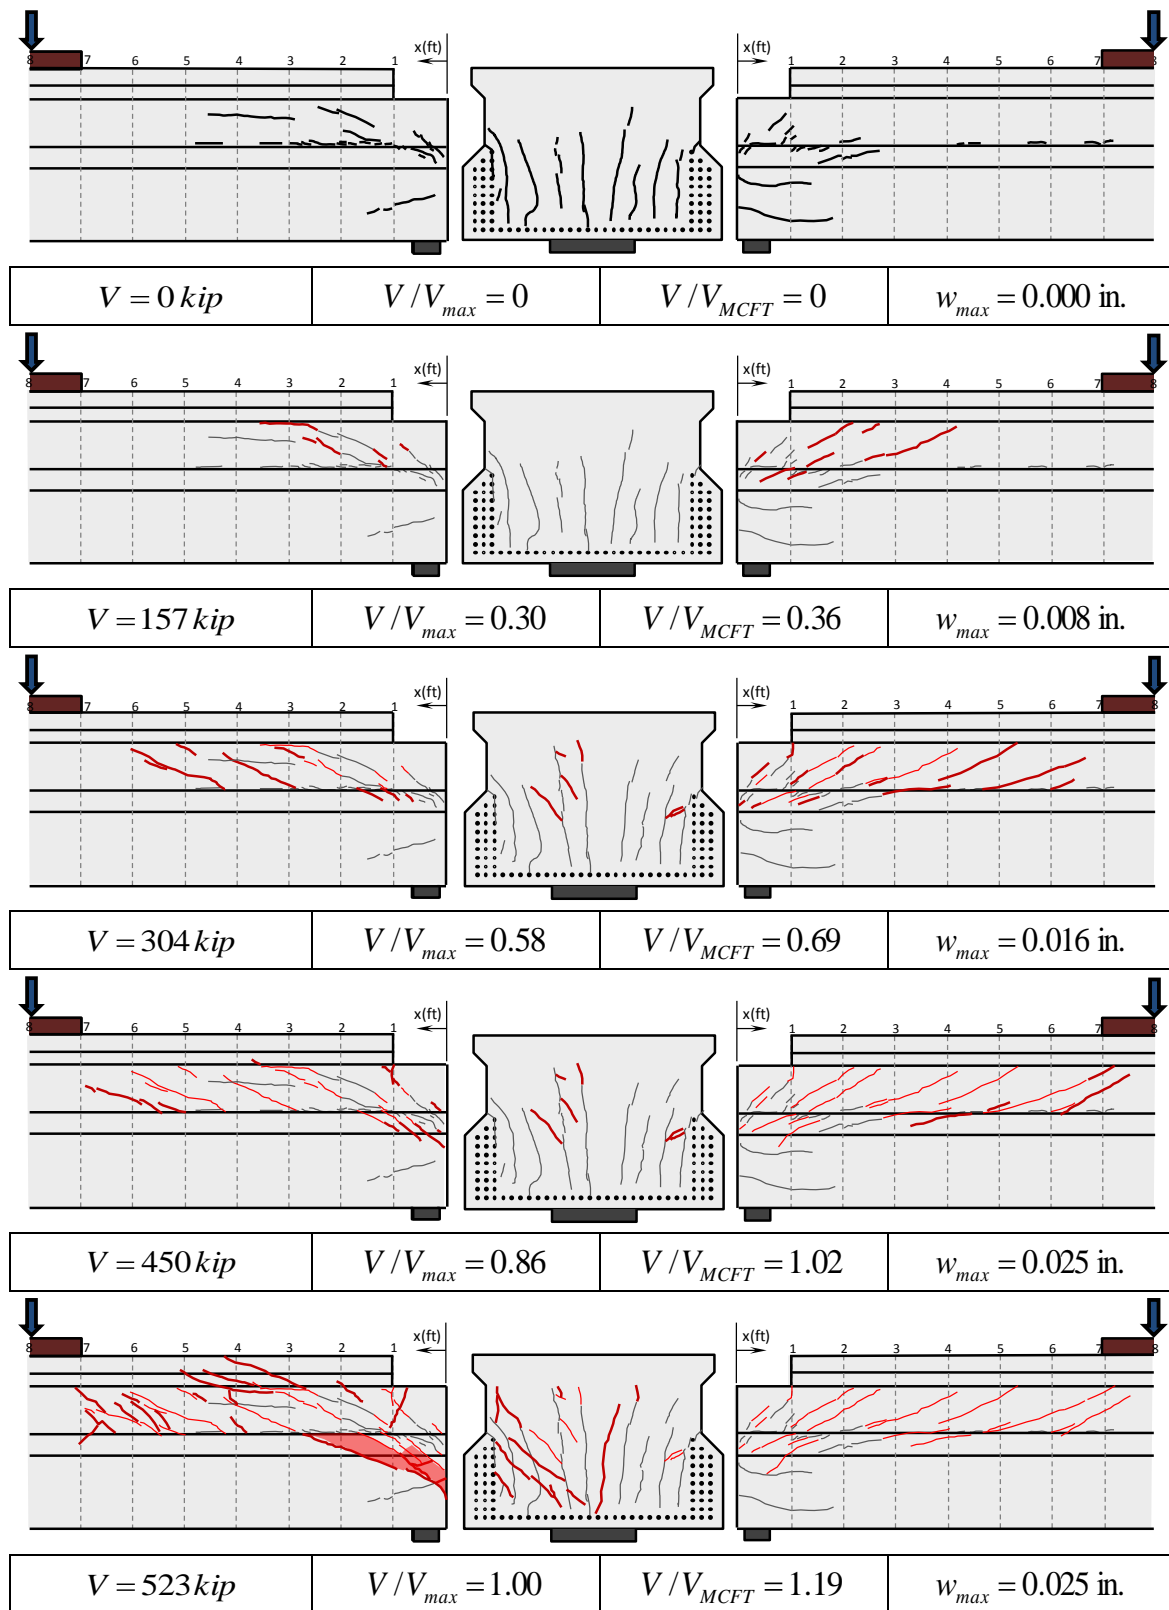 x(ft) x(ft)
8 7 6 5 4 3 2 1 1 2 3 4 5 6 7 8
V = 0 kip V/V_max = 0 V/V_MCFT = 0 w_max = 0.000 in.
x(ft) x(ft)
8 7 6 5 4 3 2 1 1 2 3 4 5 6 7 8
V = 157 kip V/V_max = 0.30 V/V_MCFT = 0.36 w_max = 0.008 in.
x(ft) x(ft)
8 7 6 5 4 3 2 1 1 2 3 4 5 6 7 8
V = 304 kip V/V_max = 0.58 V/V_MCFT = 0.69 w_max = 0.016 in.
x(ft) x(ft)
8 7 6 5 4 3 2 1 1 2 3 4 5 6 7 8
V = 450 kip V/V_max = 0.86 V/V_MCFT = 1.02 w_max = 0.025 in.
x(ft) x(ft)
8 7 6 5 4 3 2 1 1 2 3 4 5 6 7 8
V = 523 kip V/V_max = 1.00 V/V_MCFT = 1.19 w_max = 0.025 in.